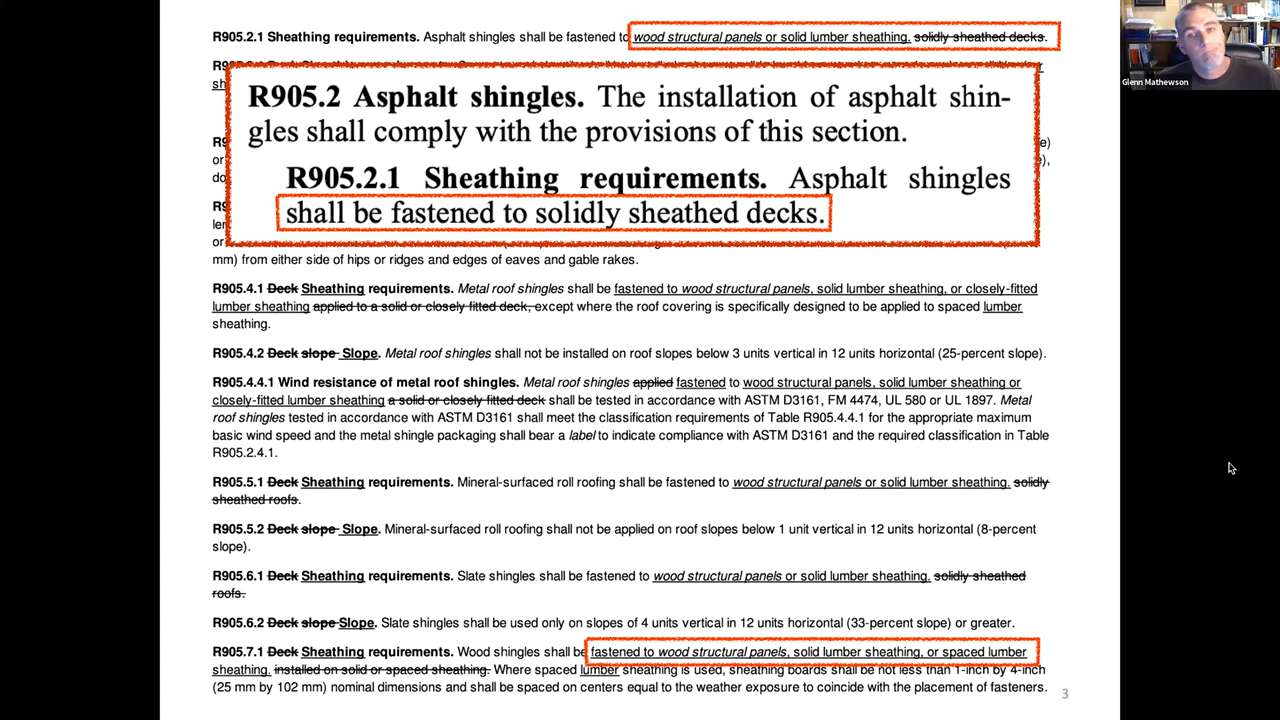 R905.2.1 Sheathing requirements. Asphalt shingles shall be fastened to wood structural panels or solid lumber sheathing. solidly sheathed decks.
Glenn Mathewson
R905.2 Asphalt shingles. The installation of asphalt shin-
gles shall comply with the provisions of this section.
R905.2.1 Sheathing requirements. Asphalt shingles
shall be fastened to solidly sheathed decks.
mm) from either side of hips or ridges and edges of eaves and gable rakes.
R905.4.1 Deck Sheathing requirements. Metal roof shingles shall be fastened to wood structural panels, solid lumber sheathing, or closely-fitted
lumber sheathing applied to a solid or closely fitted deck, except where the roof covering is specifically designed to be applied to spaced lumber
sheathing.
R905.4.2 Deck slope Slope. Metal roof shingles shall not be installed on roof slopes below 3 units vertical in 12 units horizontal (25-percent slope).
R905.4.4.1 Wind resistance of metal roof shingles. Metal roof shingles applied fastened to wood structural panels, solid lumber sheathing or
closely-fitted lumber sheathing a solid or closely fitted deck shall be tested in accordance with ASTM D3161, FM 4474, UL 580 or UL 1897. Metal
roof shingles tested in accordance with ASTM D3161 shall meet the classification requirements of Table R905.4.4.1 for the appropriate maximum
basic wind speed and the metal shingle packaging shall bear a label to indicate compliance with ASTM D3161 and the required classification in Table
R905.2.4.1.
R905.5.1 Deck Sheathing requirements. Mineral-surfaced roll roofing shall be fastened to wood structural panels or solid lumber sheathing. solidly
sheathed roofs.
R905.5.2 Deck slope Slope. Mineral-surfaced roll roofing shall not be applied on roof slopes below 1 unit vertical in 12 units horizontal (8-percent
slope).
R905.6.1 Deck Sheathing requirements. Slate shingles shall be fastened to wood structural panels or solid lumber sheathing. solidly sheathed
roofs.
R905.6.2 Deck slope Slope. Slate shingles shall be used only on slopes of 4 units vertical in 12 units horizontal (33-percent slope) or greater.
R905.7.1 Deck Sheathing requirements. Wood shingles shall be fastened to wood structural panels, solid lumber sheathing, or spaced lumber
sheathing. installed on solid or spaced sheathing. Where spaced lumber sheathing is used, sheathing boards shall be not less than 1-inch by 4-inch
(25 mm by 102 mm) nominal dimensions and shall be spaced on centers equal to the weather exposure to coincide with the placement of fasteners.
3